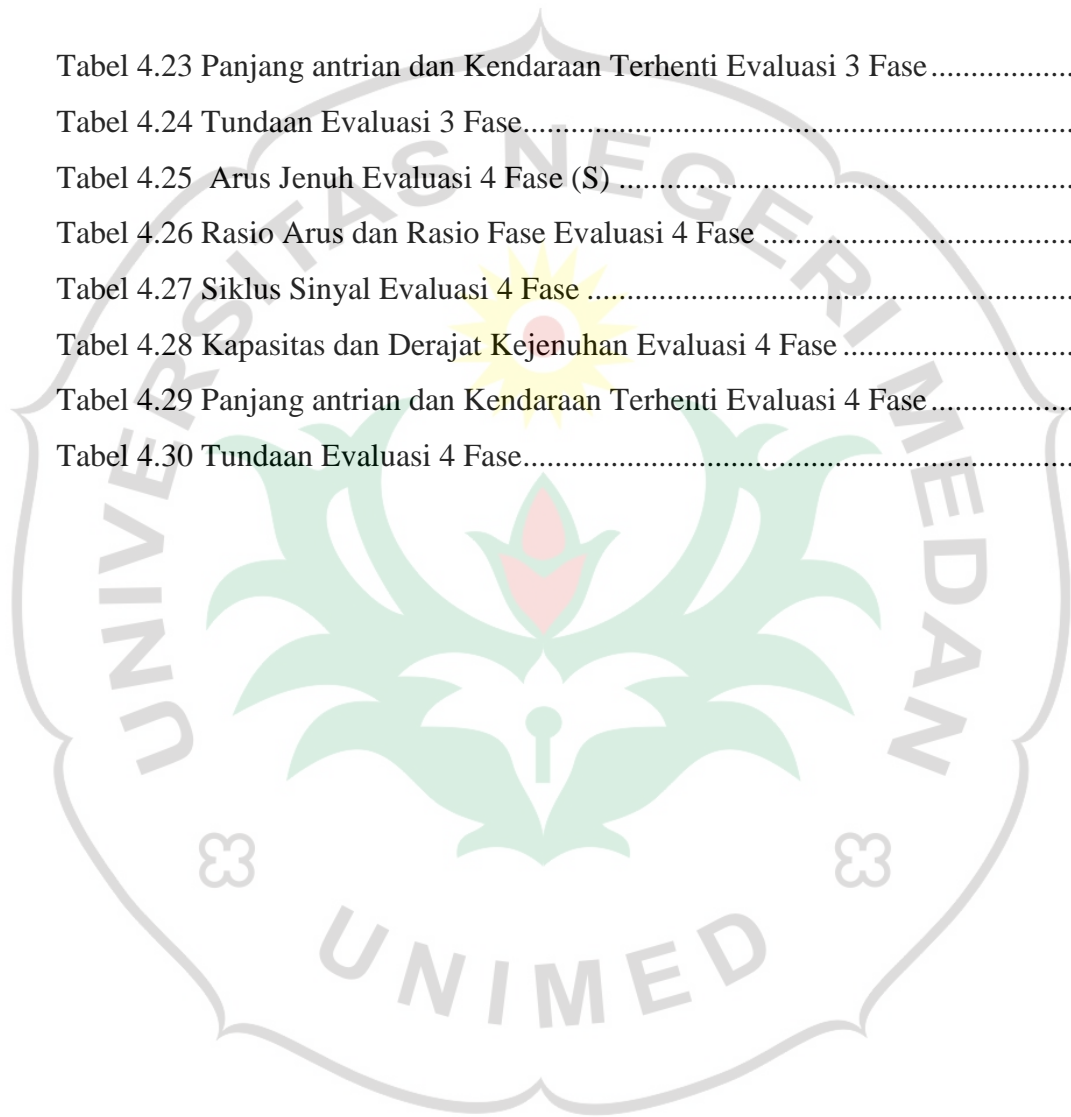 Tabel 4.23 Panjang antrian dan Kendaraan Terhenti Evaluasi 3 Fase..................
Tabel 4.24 Tundaan Evaluasi 3 Fase.......................................................................
Tabel 4.25  Arus Jenuh Evaluasi 4 Fase (S) ...........................................................
Tabel 4.26 Rasio Arus dan Rasio Fase Evaluasi 4 Fase ........................................
Tabel 4.27 Siklus Sinyal Evaluasi 4 Fase ...............................................................
Tabel 4.28 Kapasitas dan Derajat Kejenuhan Evaluasi 4 Fase ..............................
Tabel 4.29 Panjang antrian dan Kendaraan Terhenti Evaluasi 4 Fase..................
Tabel 4.30 Tundaan Evaluasi 4 Fase.......................................................................
UNIVERSITAS NEGERI MEDAN
UNIMED